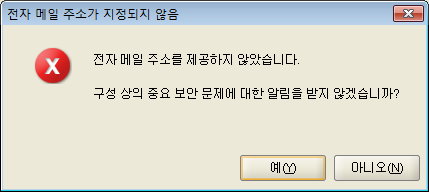 전자 메일 주소가 지정되지 않음
전자 메일 주소를 제공하지 않았습니다.
구성 상의 중요 보안 문제에 대한 알림을 받지 않겠습니까?
예(Y) 아니오(N)